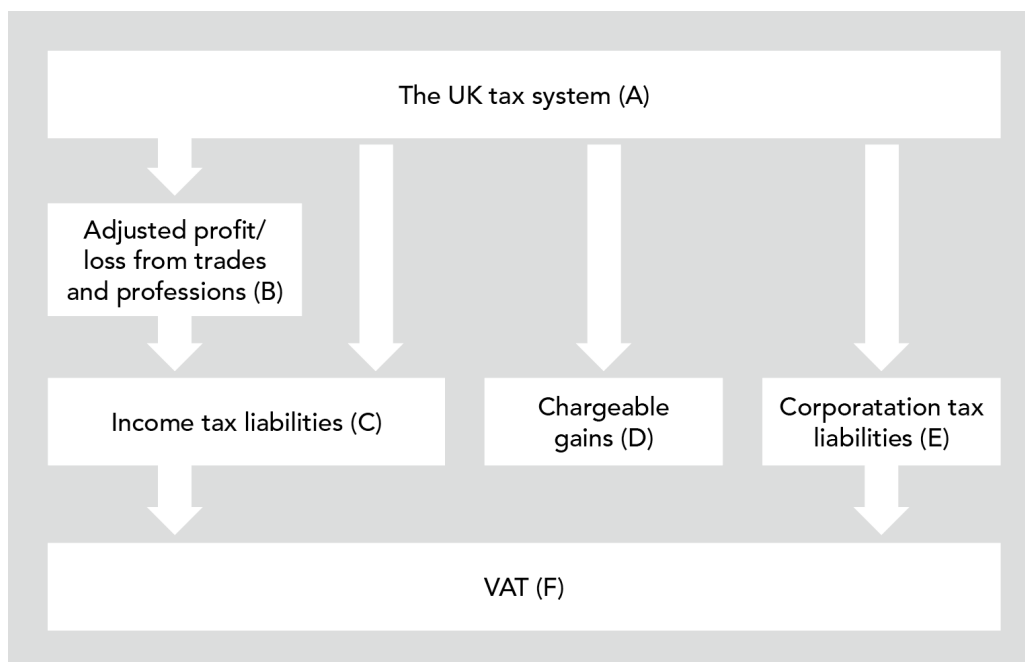 The UK tax system (A)
Adjusted profit/
loss from trades
and professions (B)
Income tax liabilities (C)
Chargeable
gains (D)
Corporatation tax
liabilities (E)
VAT (F)